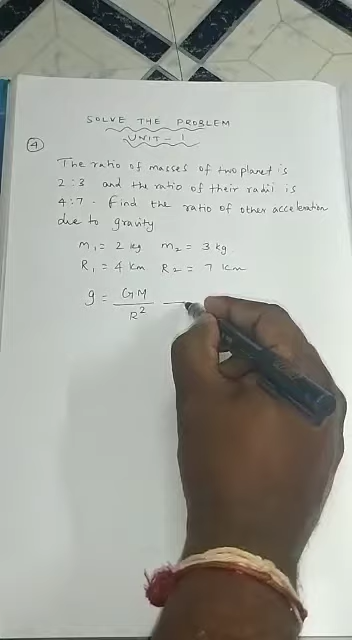 SOLVE THE PROBLEM
UNIT - 1
4
The ratio of masses of two planet is
2:3 and the ratio of their radii is
4:7. Find the ratio of other acceleration
due to gravity
m1 = 2 kg m2 = 3 kg
R1 = 4 km R2 = 7 km
g = GM / R²